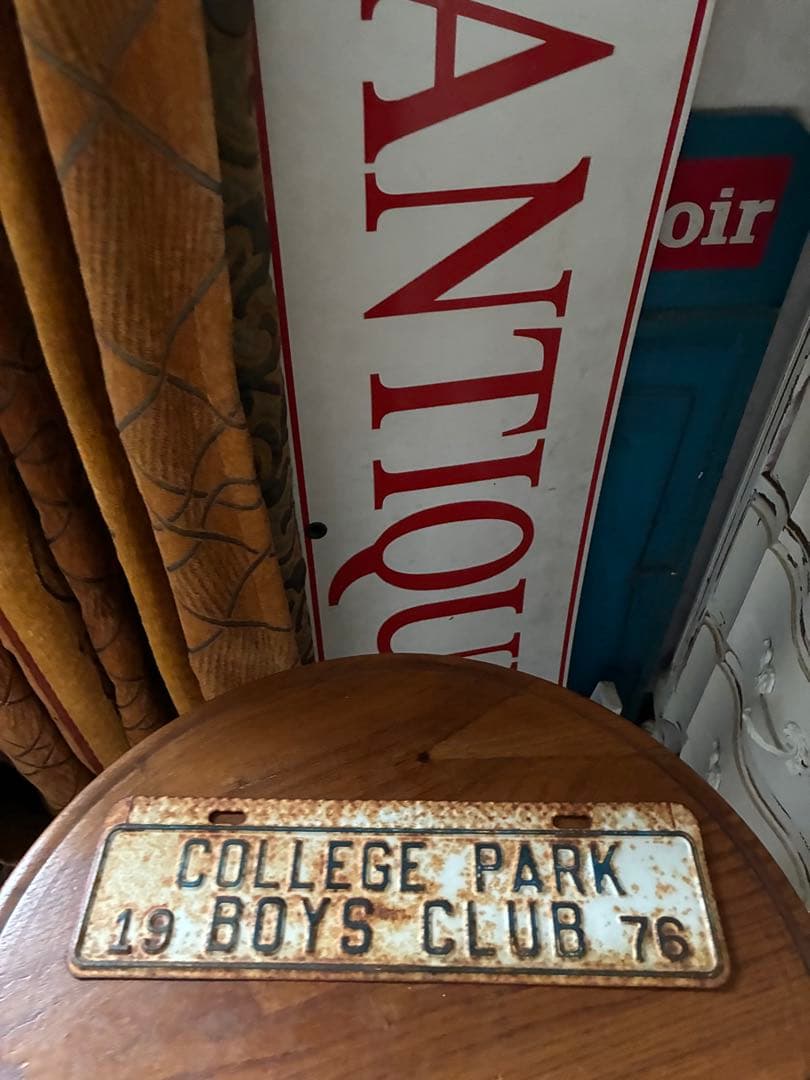 ANTIQU
oir
COLLEGE PARK
19 BOYS CLUB 76